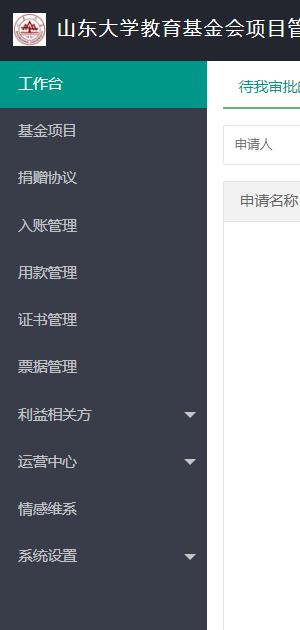 山东大学教育基金会项目管
工作台
待我审批的
基金项目
申请人
捐赠协议
申请名称
入账管理
用款管理
证书管理
票据管理
利益相关方
运营中心
情感维系
系统设置